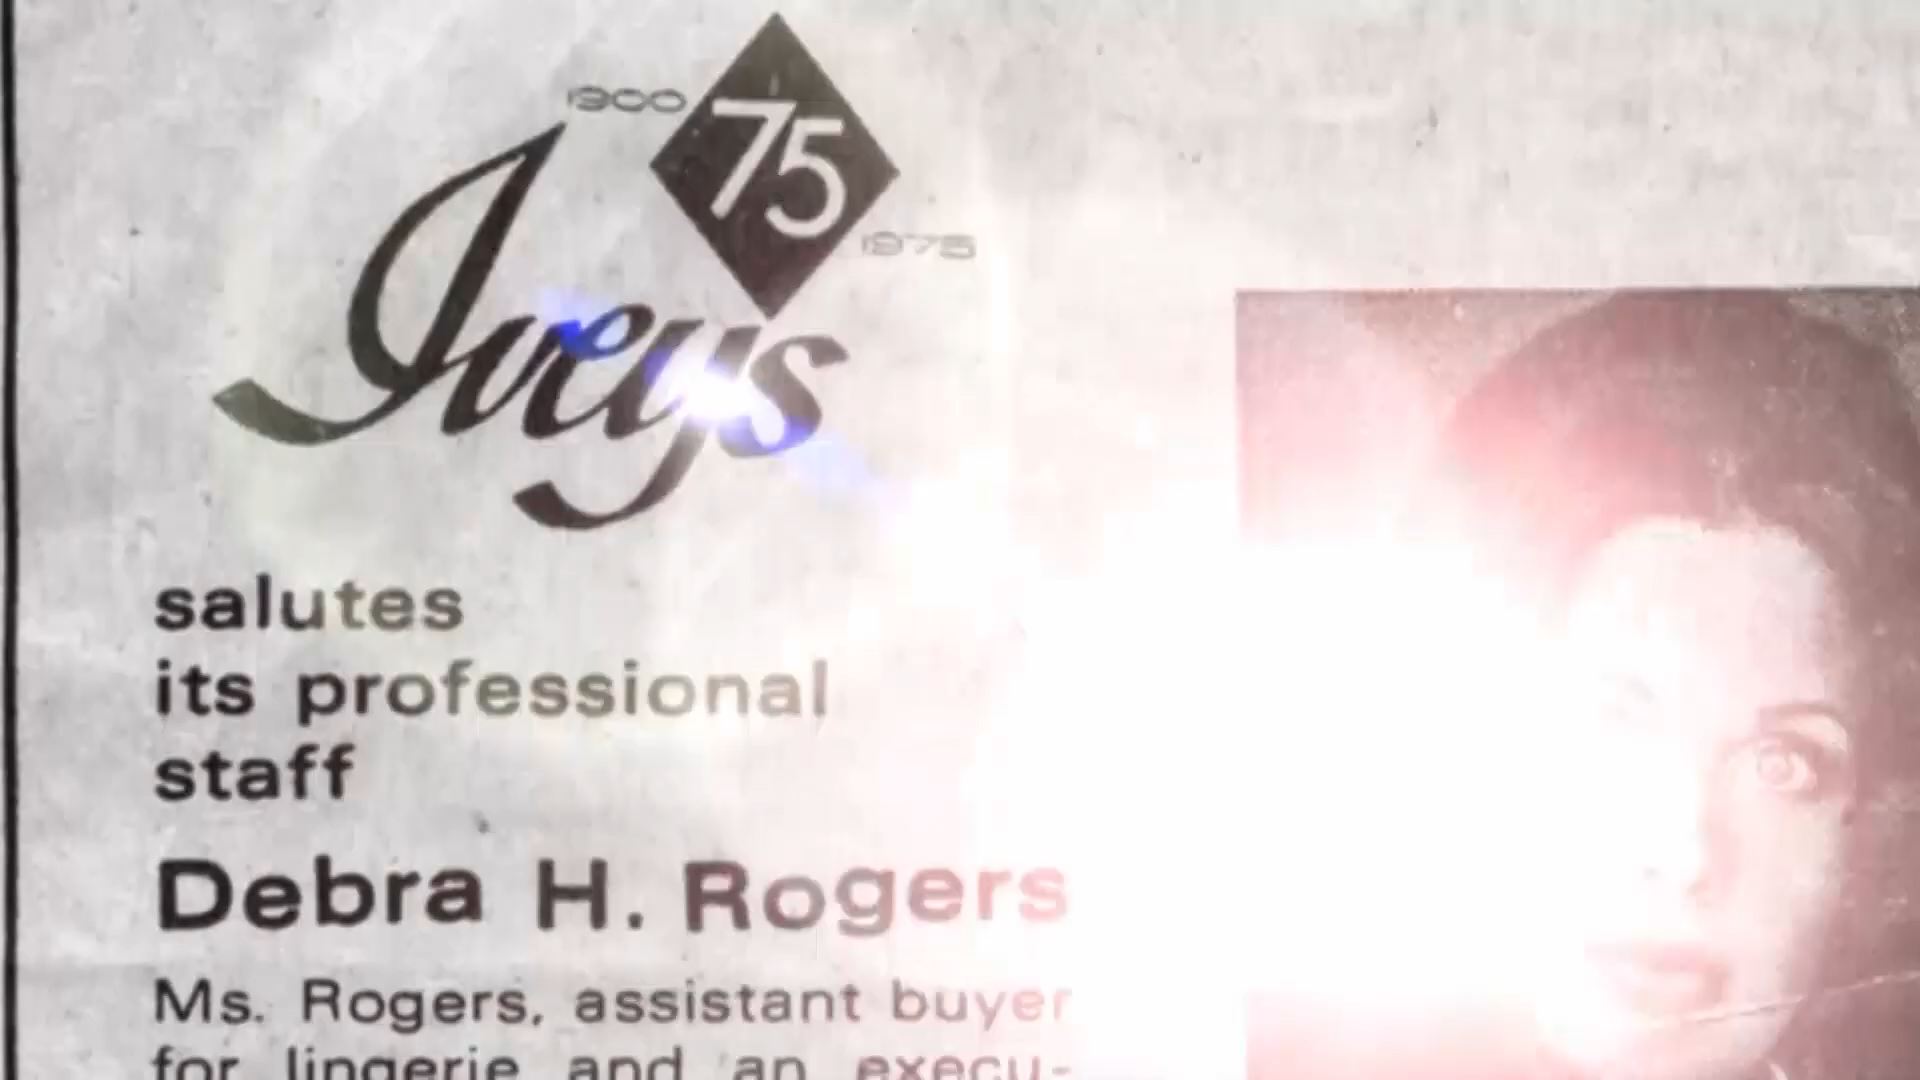 1900
75
1975
Iveys
salutes
its professional
staff
Debra H. Rogers
Ms. Rogers, assistant buyer
for lingerie and an execu-